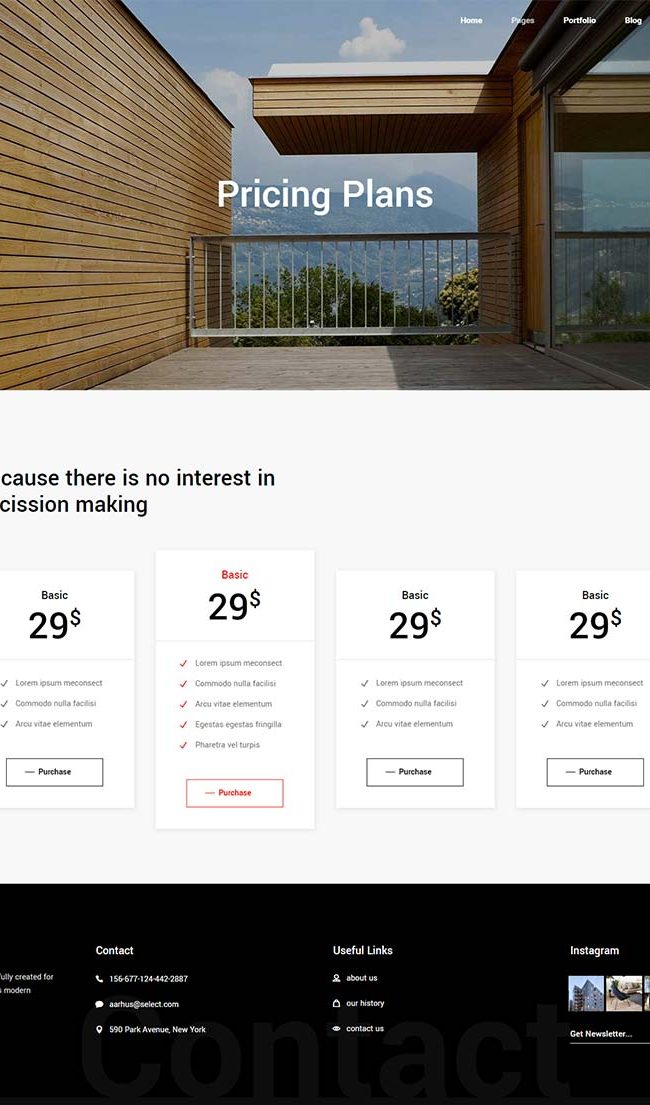 Home Pages Portfolio Blog
Pricing Plans
cause there is no interest in
cission making
Basic
29$
Lorem ipsum meconsect
Commodo nulla facilisi
Arcu vitae elementum
— Purchase
Basic
29$
Lorem ipsum meconsect
Commodo nulla facilisi
Arcu vitae elementum
Egestas egestas fringilla
Pharetra vel turpis
— Purchase
Basic
29$
Lorem ipsum meconsect
Commodo nulla facilisi
Arcu vitae elementum
— Purchase
Basic
29$
Lorem ipsum meconsect
Commodo nulla facilisi
Arcu vitae elementum
— Purchase
fully created for
s modern
Contact
156-677-124-442-2887
aarhus@select.com
590 Park Avenue, New York
Useful Links
about us
our history
contact us
Instagram
Get Newsletter...
Contact